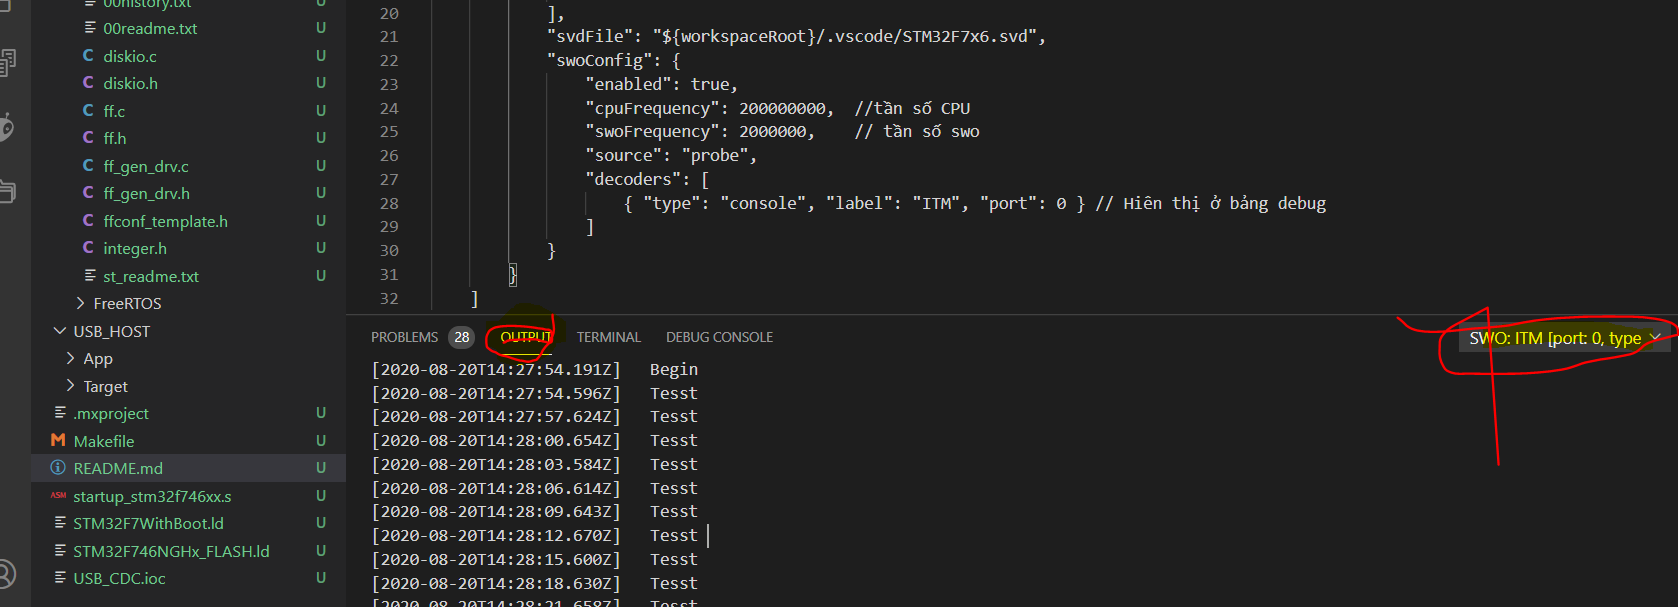 00history.txt U
00readme.txt U
C diskio.c U
C diskio.h U
C ff.c U
C ff.h U
C ff_gen_drv.c U
C ff_gen_drv.h U
C ffconf_template.h U
C integer.h U
st_readme.txt U
FreeRTOS
USB_HOST
App
Target
.mxproject U
M Makefile U
README.md U
ASM startup_stm32f746xx.s U
STM32F7WithBoot.ld U
STM32F746NGHx_FLASH.ld U
USB_CDC.ioc U
20 ],
21 "svdFile": "${workspaceRoot}/.vscode/STM32F7x6.svd",
22 "swoConfig": {
23 "enabled": true,
24 "cpuFrequency": 200000000, //tần số CPU
25 "swoFrequency": 2000000, // tần số swo
26 "source": "probe",
27 "decoders": [
28 { "type": "console", "label": "ITM", "port": 0 } // Hiên thị ở bảng debug
29 ]
30 }
31 }
32 ]
PROBLEMS 28 OUTPUT TERMINAL DEBUG CONSOLE SWO: ITM [port: 0, type
[2020-08-20T14:27:54.191Z] Begin
[2020-08-20T14:27:54.596Z] Tesst
[2020-08-20T14:27:57.624Z] Tesst
[2020-08-20T14:28:00.654Z] Tesst
[2020-08-20T14:28:03.584Z] Tesst
[2020-08-20T14:28:06.614Z] Tesst
[2020-08-20T14:28:09.643Z] Tesst
[2020-08-20T14:28:12.670Z] Tesst
[2020-08-20T14:28:15.600Z] Tesst
[2020-08-20T14:28:18.630Z] Tesst
[2020-08-20T14:28:21.658Z] Tesst